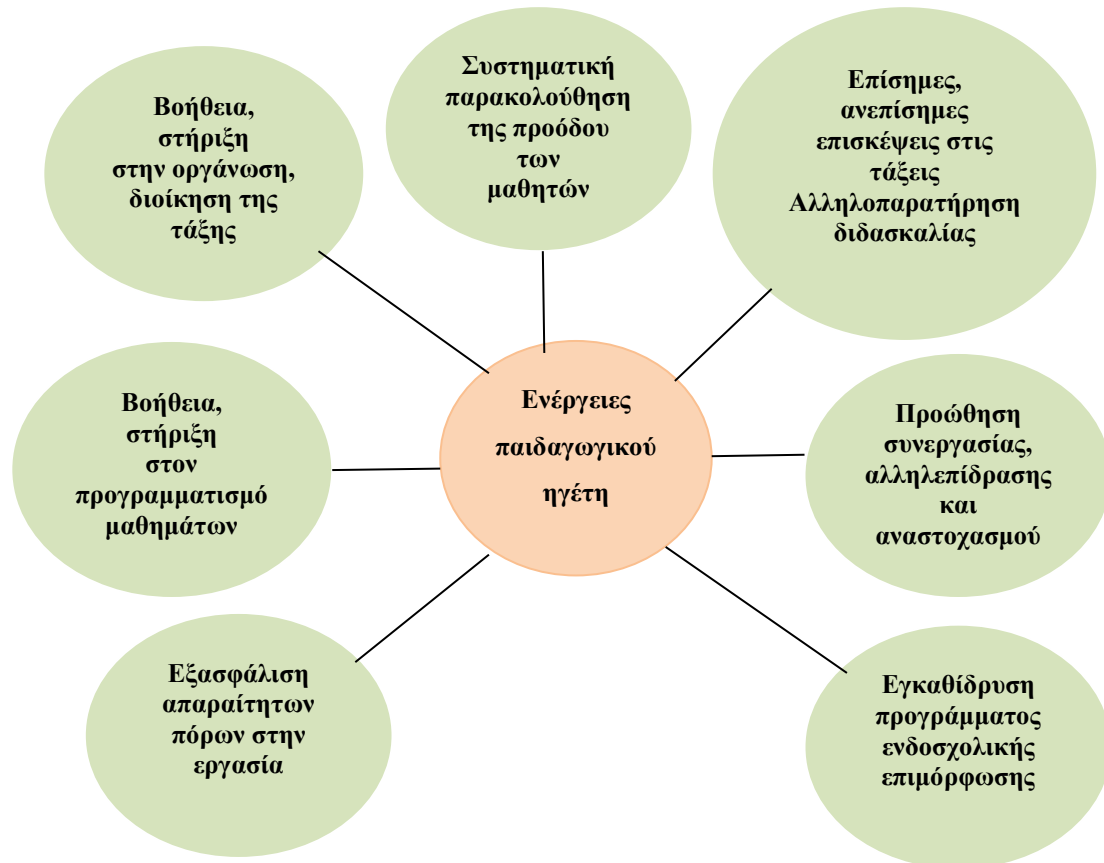 Βοήθεια,
στήριξη
στην οργάνωση,
διοίκηση της
τάξης
Συστηματική
παρακολούθηση
της προόδου
των
μαθητών
Επίσημες,
ανεπίσημες
επισκέψεις στις
τάξεις
Αλληλοπαρατήρηση
διδασκαλίας
Βοήθεια,
στήριξη
στον
προγραμματισμό
μαθημάτων
Ενέργειες
παιδαγωγικού
ηγέτη
Προώθηση
συνεργασίας,
αλληλεπίδρασης
και
αναστοχασμού
Εξασφάλιση
απαραίτητων
πόρων στην
εργασία
Εγκαθίδρυση
προγράμματος
ενδοσχολικής
επιμόρφωσης